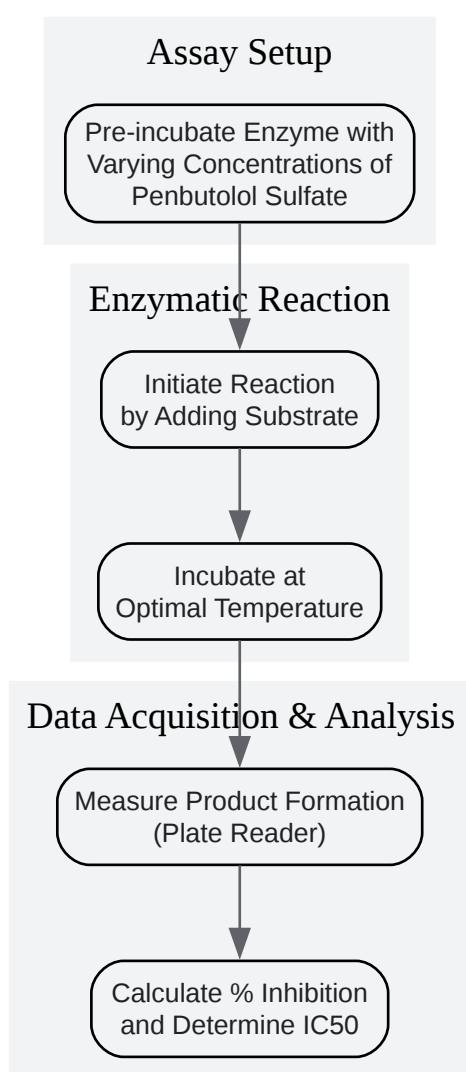 Assay Setup
Pre-incubate Enzyme with
Varying Concentrations of
Penbutolol Sulfate
Enzymatic Reaction
Initiate Reaction
by Adding Substrate
Incubate at
Optimal Temperature
Data Acquisition & Analysis
Measure Product Formation
(Plate Reader)
Calculate % Inhibition
and Determine IC50